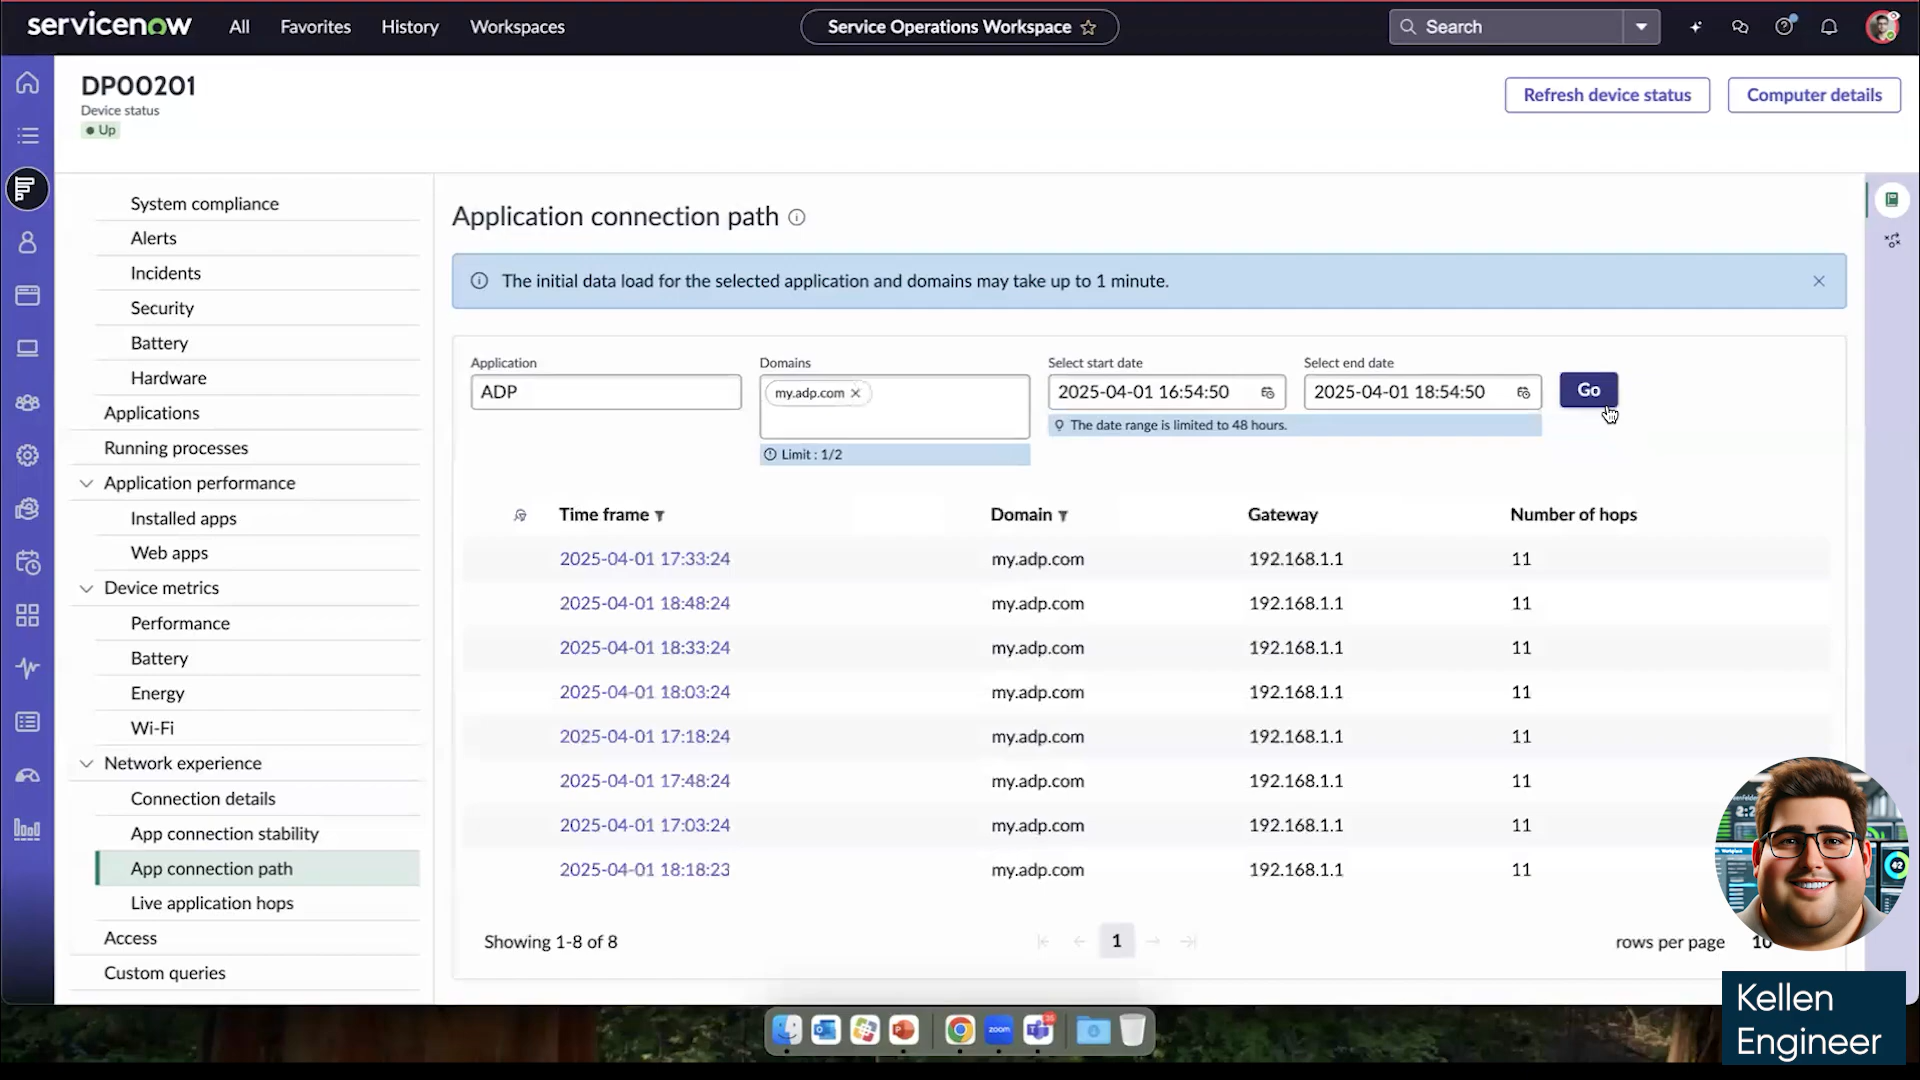 servicenow
All
Favorites
History
Workspaces
Service Operations Workspace
Search
DP00201
Device status
Up
Refresh device status
Computer details
System compliance
Alerts
Incidents
Security
Battery
Hardware
Applications
Running processes
Application performance
Installed apps
Web apps
Device metrics
Performance
Battery
Energy
Wi-Fi
Network experience
Connection details
App connection stability
App connection path
Live application hops
Access
Custom queries
Application connection path
The initial data load for the selected application and domains may take up to 1 minute.
Application
ADP
Domains
my.adp.com
Limit : 1/2
Select start date
2025-04-01 16:54:50
Select end date
2025-04-01 18:54:50
The date range is limited to 48 hours.
Go
Time frame Domain Gateway Number of hops
2025-04-01 17:33:24 my.adp.com 192.168.1.1 11
2025-04-01 18:48:24 my.adp.com 192.168.1.1 11
2025-04-01 18:33:24 my.adp.com 192.168.1.1 11
2025-04-01 18:03:24 my.adp.com 192.168.1.1 11
2025-04-01 17:18:24 my.adp.com 192.168.1.1 11
2025-04-01 17:48:24 my.adp.com 192.168.1.1 11
2025-04-01 17:03:24 my.adp.com 192.168.1.1 11
2025-04-01 18:18:23 my.adp.com 192.168.1.1 11
Showing 1-8 of 8
1
rows per page 10
42
zoom
Kellen
Engineer